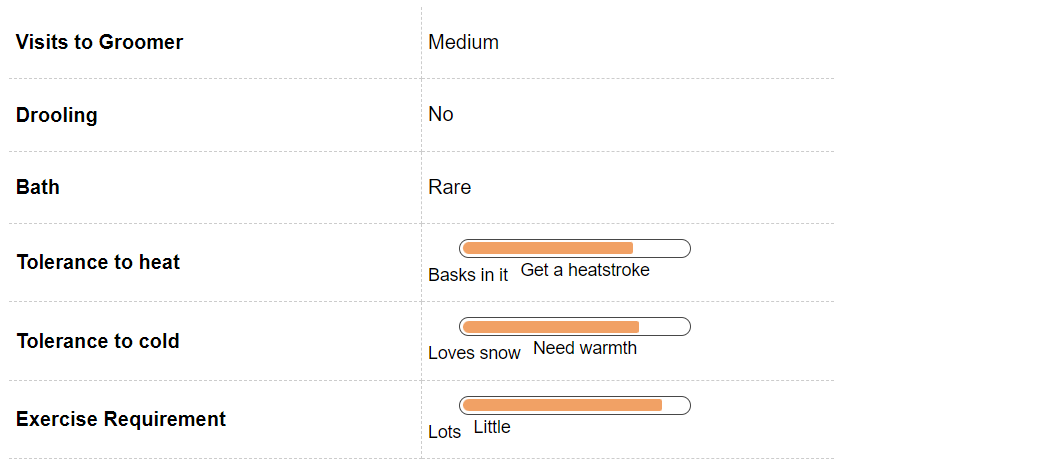 Visits to Groomer Medium
Drooling No
Bath Rare
Tolerance to heat
Basks in it Get a heatstroke
Tolerance to cold
Loves snow Need warmth
Exercise Requirement
Lots Little